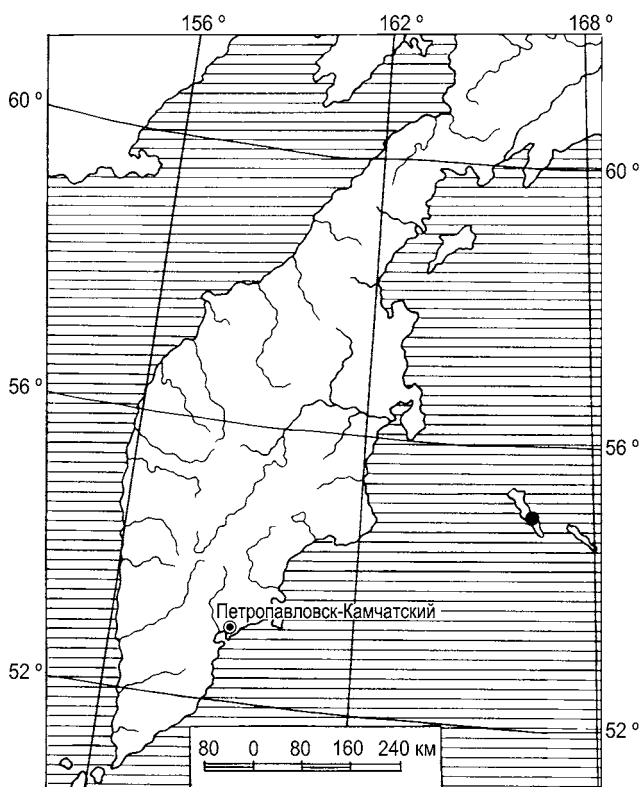 156 º 162 º 168 º
60 º
60 º
56 º
56 º
Петропавловск-Камчатский
52 º
52 º
80 0 80 160 240 км